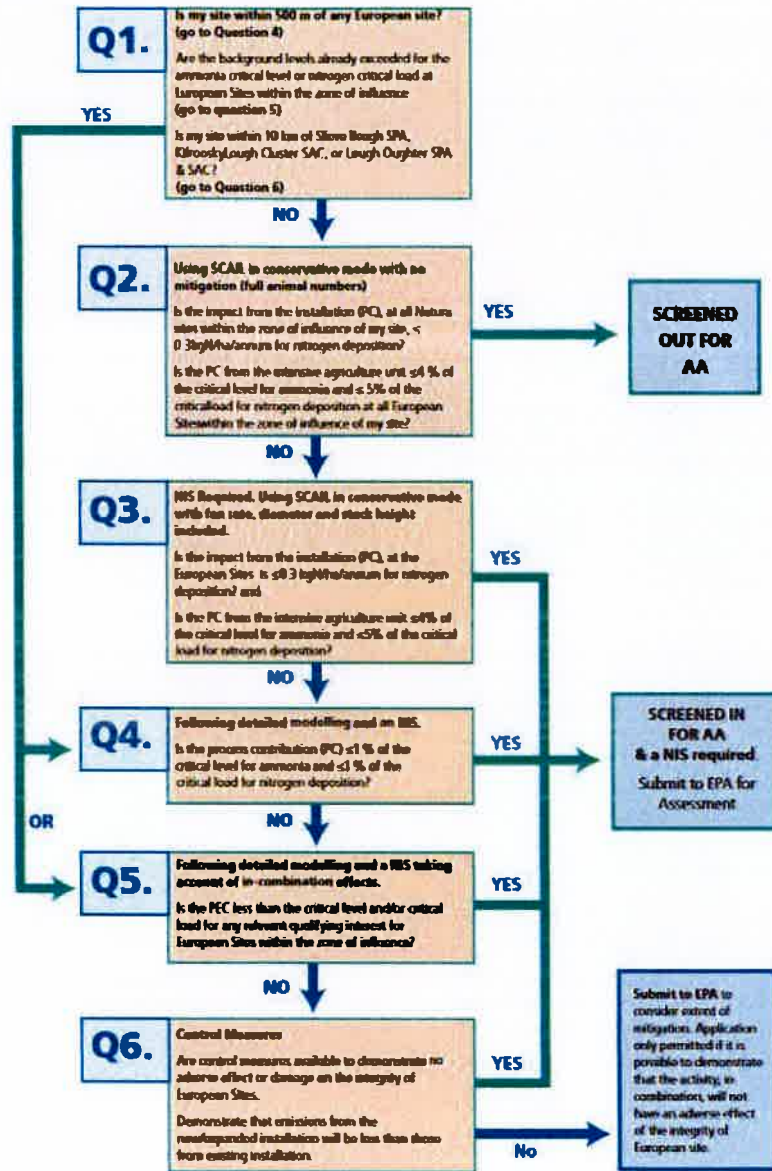 Q1.
Is my site within 500 m of any European site?
(go to Question 4)
Are the background levels already exceeded for the
ammonia critical level or nitrogen critical load at
European Sites within the zone of influence
(go to question 5)
Is my site within 10 km of Slieve Beagh SPA,
KilrooskyLough Cluster SAC, or Lough Oughter SPA
& SAC?
(go to Question 6)
YES
NO
Q2.
Using SCAIL in conservative mode with no
mitigation (full animal numbers)
Is the impact from the installation (PC), at all Natura
sites within the zone of influence of my site, ≤
0.3kgN/ha/annum for nitrogen deposition?
Is the PC from the intensive agriculture unit ≤4 % of
the critical level for ammonia and ≤ 5% of the
criticalload for nitrogen deposition at all European
Siteswithin the zone of influence of my site?
YES
SCREENED
OUT FOR
AA
NO
Q3.
NIS Required. Using SCAIL in conservative mode
with fan rate, diameter and stack height
included.
Is the impact from the installation (PC), at the
European Sites is ≤0.3 kgN/ha/annum for nitrogen
deposition? and
Is the PC from the intensive agriculture unit ≤4% of
the critical level for ammonia and ≤5% of the critical
load for nitrogen deposition?
YES
NO
Q4.
Following detailed modelling and an NIS.
Is the process contribution (PC) ≤1 % of the
critical level for ammonia and ≤1 % of the
critical load for nitrogen deposition?
YES
SCREENED IN
FOR AA
& a NIS required.
Submit to EPA for
Assessment
NO
OR
Q5.
Following detailed modelling and a NIS taking
account of in-combination effects.
Is the PEC less than the critical level and/or critical
load for any relevant qualifying interest for
European Sites within the zone of influence?
YES
NO
Q6.
Control Measures
Are control measures available to demonstrate no
adverse effect or damage on the integrity of
European Sites.
Demonstrate that emissions from the
new/expanded installation will be less than those
from existing installation.
YES
No
Submit to EPA to
consider extent of
mitigation. Application
only permitted if it is
possible to demonstrate
that the activity, in
combination, will not
have an adverse effect
of the integrity of
European site.